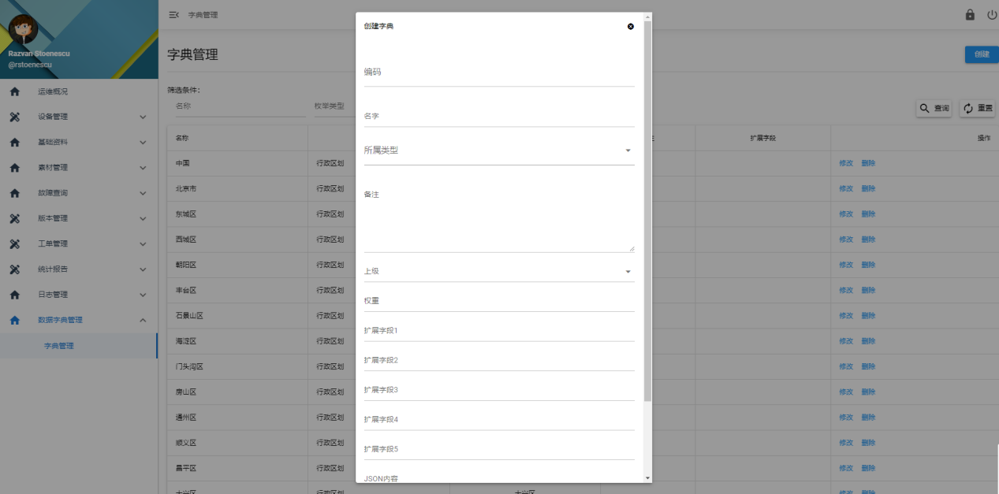 字典管理
Razvan Stoenescu
@rstoenescu
运维概况
设备管理
基础资料
素材管理
故障查询
版本管理
工单管理
统计报告
日志管理
数据字典管理
字典管理
字典管理
创建
筛选条件：
名称
枚举类型
查询
重置
名称
扩展字段
操作
中国 行政区划 修改 删除
北京市 行政区划 修改 删除
东城区 行政区划 修改 删除
西城区 行政区划 修改 删除
朝阳区 行政区划 修改 删除
丰台区 行政区划 修改 删除
石景山区 行政区划 修改 删除
海淀区 行政区划 修改 删除
门头沟区 行政区划 修改 删除
房山区 行政区划 修改 删除
通州区 行政区划 修改 删除
顺义区 行政区划 修改 删除
昌平区 行政区划 修改 删除
大兴区 行政区划 大兴区 修改 删除
创建字典
编码
名字
所属类型
备注
上级
权重
扩展字段1
扩展字段2
扩展字段3
扩展字段4
扩展字段5
JSON内容